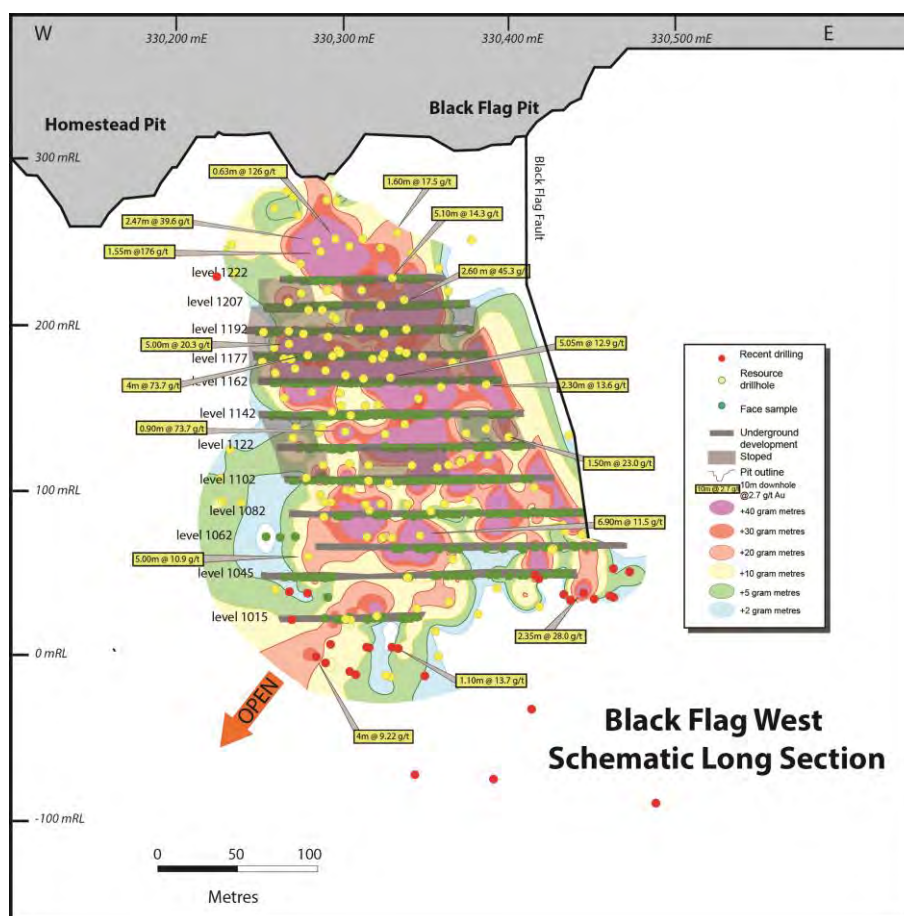 W
330,200 mE
330,300 mE
330,400 mE
330,500 mE
E
Homestead Pit
Black Flag Pit
300 mRL
Black Flag Fault
0.63m @ 126 g/t
1.60m @ 17.5 g/t
2.47m @ 39.6 g/t
5.10m @ 14.3 g/t
1.55m @176 g/t
level 1222
2.60 m @ 45.3 g/t
level 1207
200 mRL
level 1192
5.00m @ 20.3 g/t
5.05m @ 12.9 g/t
level 1177
4m @ 73.7 g/t
level 1162
2.30m @ 13.6 g/t
level 1142
0.90m @ 73.7 g/t
level 1122
1.50m @ 23.0 g/t
level 1102
100 mRL
level 1082
6.90m @ 11.5 g/t
level 1062
5.00m @ 10.9 g/t
level 1045
level 1015
2.35m @ 28.0 g/t
0 mRL
1.10m @ 13.7 g/t
OPEN
4m @ 9.22 g/t
Recent drilling
Resource
drillhole
Face sample
Underground
development
Stoped
Pit outline
10m @2.7 g/t
10m downhole
@2.7 g/t Au
+40 gram metres
+30 gram metres
+20 gram metres
+10 gram metres
+5 gram metres
+2 gram metres
Black Flag West
Schematic Long Section
-100 mRL
0
50
100
Metres